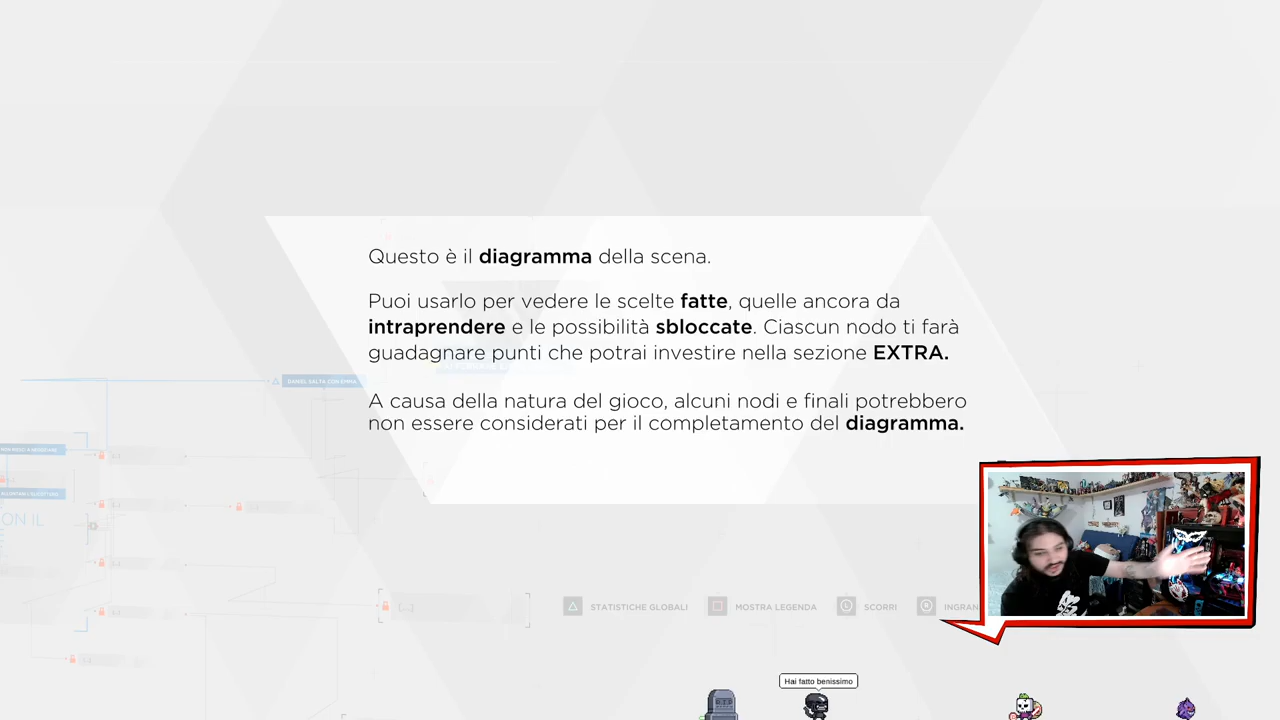 Questo è il diagramma della scena.
Puoi usarlo per vedere le scelte fatte, quelle ancora da
intraprendere e le possibilità sbloccate. Ciascun nodo ti farà
guadagnare punti che potrai investire nella sezione EXTRA.
A causa della natura del gioco, alcuni nodi e finali potrebbero
non essere considerati per il completamento del diagramma.
DANIEL SALTA CON EMMA
ON IL
STATISTICHE GLOBALI
MOSTRA LEGENDA
L SCORRI
R INGRAN
Hai fatto benissimo